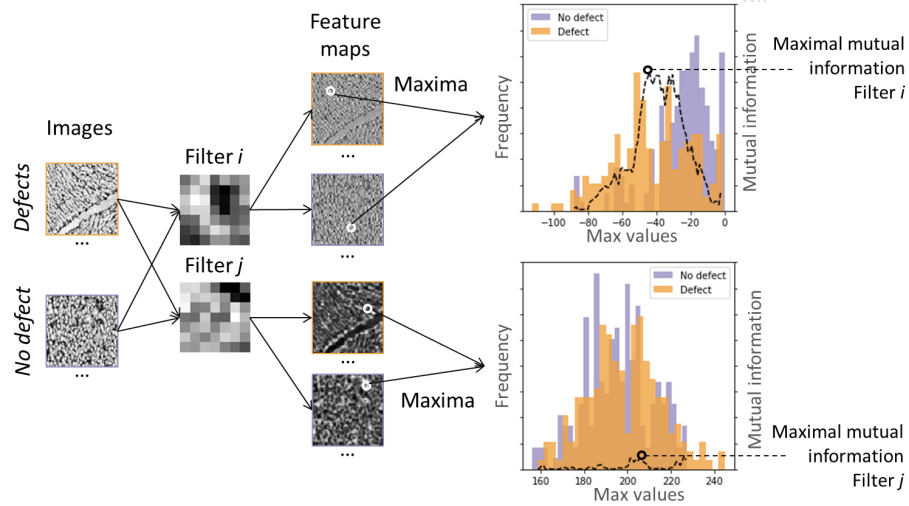 Images
Defects
...
No defect
...
Filter i
Filter j
Feature
maps
...
...
...
...
Maxima
Maxima
No defect
Defect
Frequency
Mutual information
−100 −80 −60 −40 −20 0
Max values
Maximal mutual
information
Filter i
No defect
Defect
Frequency
Mutual information
160 180 200 220 240
Max values
Maximal mutual
information
Filter j